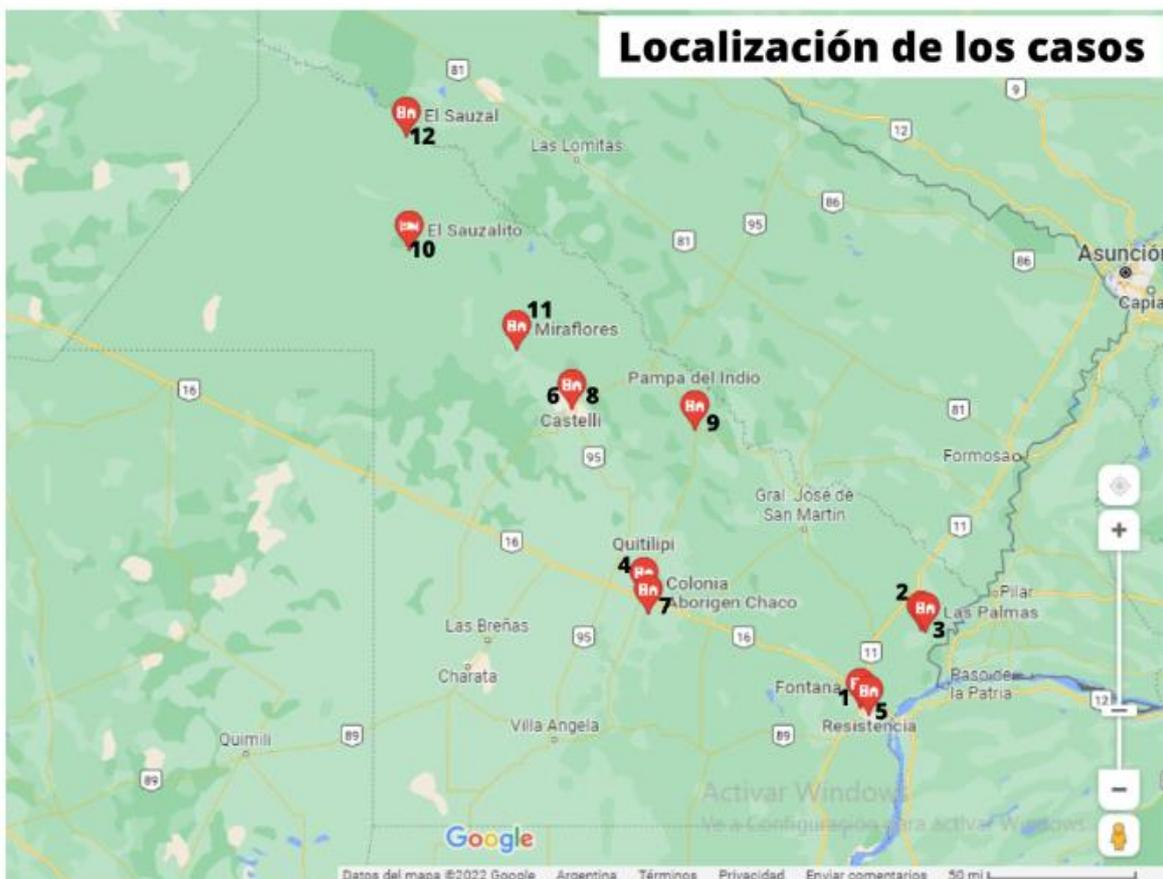 Localización de los casos
81
9
El Sauzal
12
12
Las Lomitas
86
95
El Sauzalito
10
81
86
Asunción
Capia
11
Miraflores
16
Pampa del Indio
6
8
9
81
Castelli
95
Formosa
Gral. José de
San Martin
11
16
Quitilipi
4
Colonia
Aborigen Chaco
7
2
Las Palmas
3
Pilar
Las Breñas
95
16
11
Charata
Fontana
1
5
Paso de
la Patria
12
Resistencia
Villa Angela
89
Quimili
89
89
Activar Windows
Ve a Configuración para activar Windows
Google
Datos del mapa ©2022 Google Argentina Términos Privacidad Enviar comentarios 50 mi